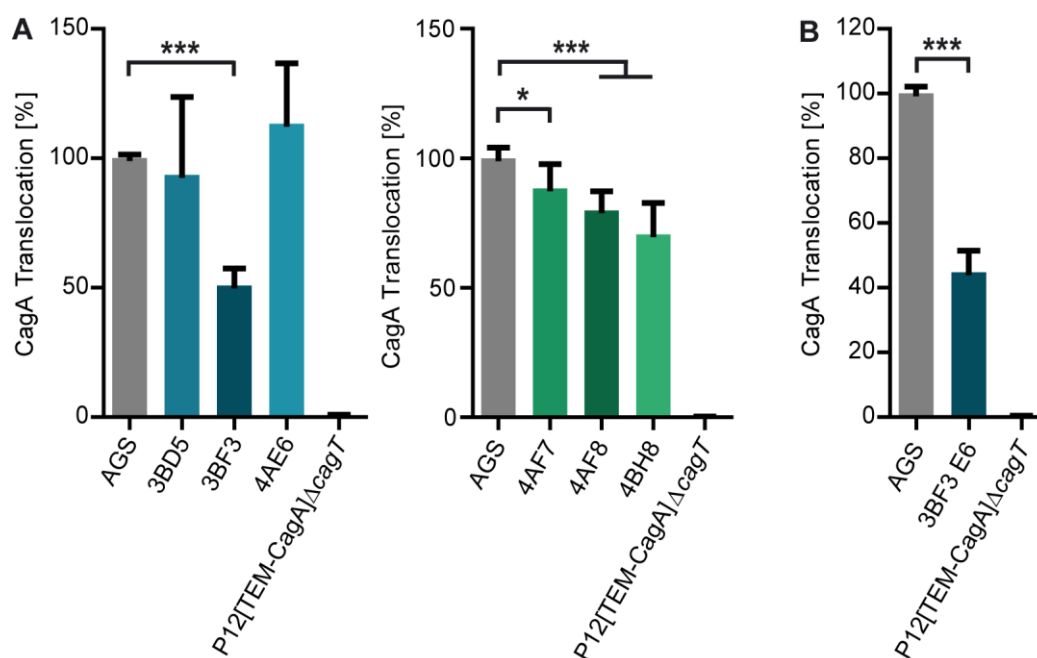 A
CagA Translocation [%]
150
100
50
0
***
AGS
3BD5
3BF3
4AE6
P12[TEM-CagA]ΔcagT
CagA Translocation [%]
150
100
50
0
***
*
AGS
4AF7
4AF8
4BH8
P12[TEM-CagA]ΔcagT
B
CagA Translocation [%]
120
100
80
60
40
20
0
***
AGS
3BF3 E6
P12[TEM-CagA]ΔcagT